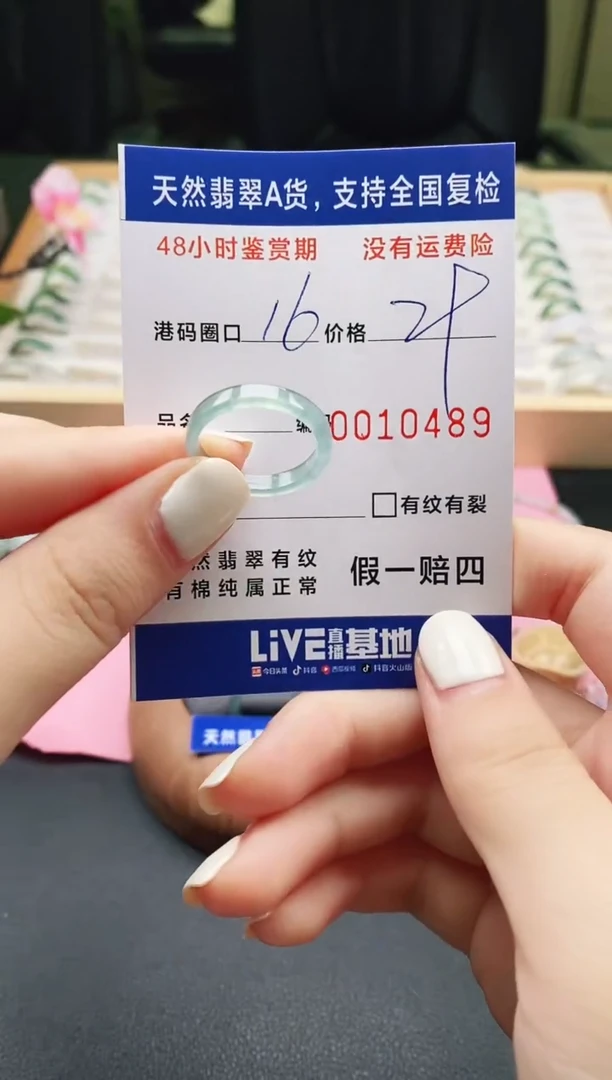 天然翡翠A货，支持全国复检
48小时鉴赏期 没有运费险
港码圈口 16 价格
品名 编 0010489
□有纹有裂
然翡翠有纹
有棉纯属正常 假一赔四
LiVE直播基地
今日头条 抖音 西瓜视频 抖音火山版
天然翡